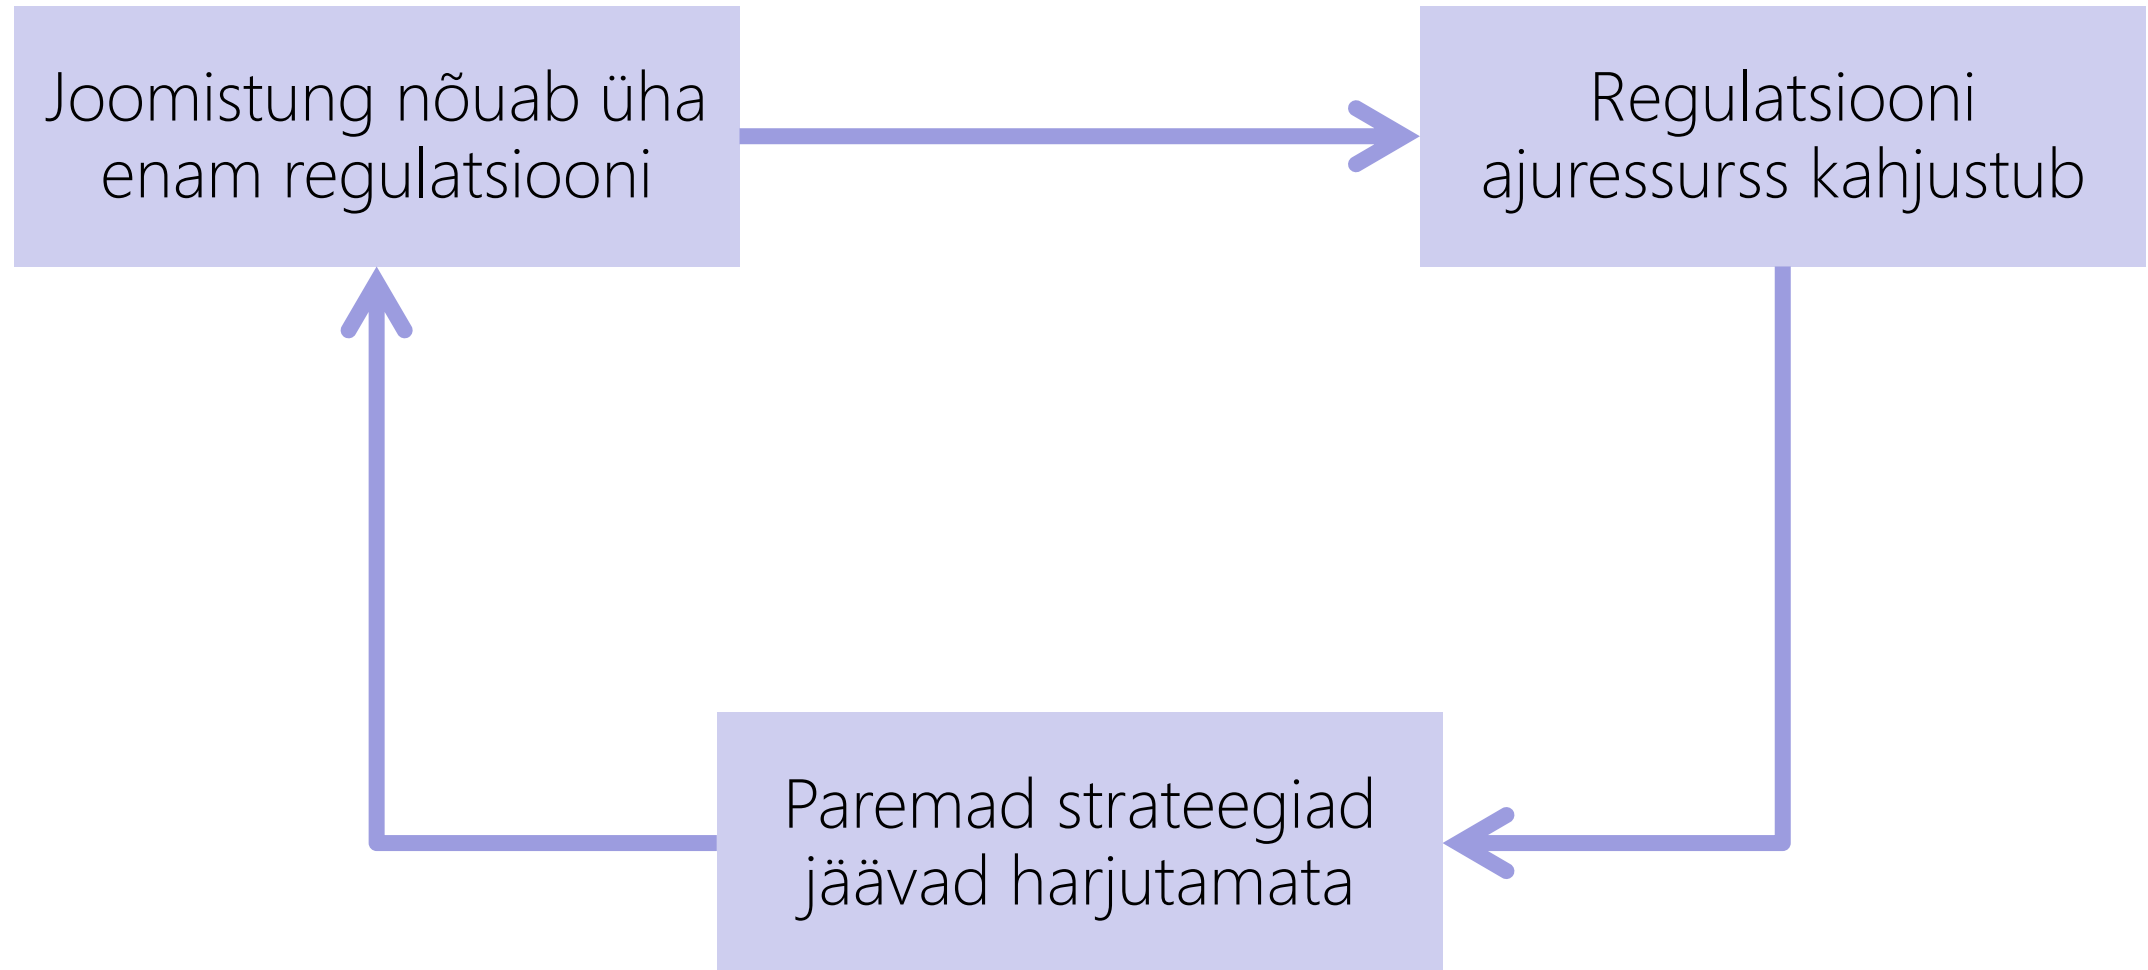 Joomistung nõuab üha
enam regulatsiooni
Regulatsiooni
ajuressurss kahjustub
Paremad strateegiad
jäävad harjutamata